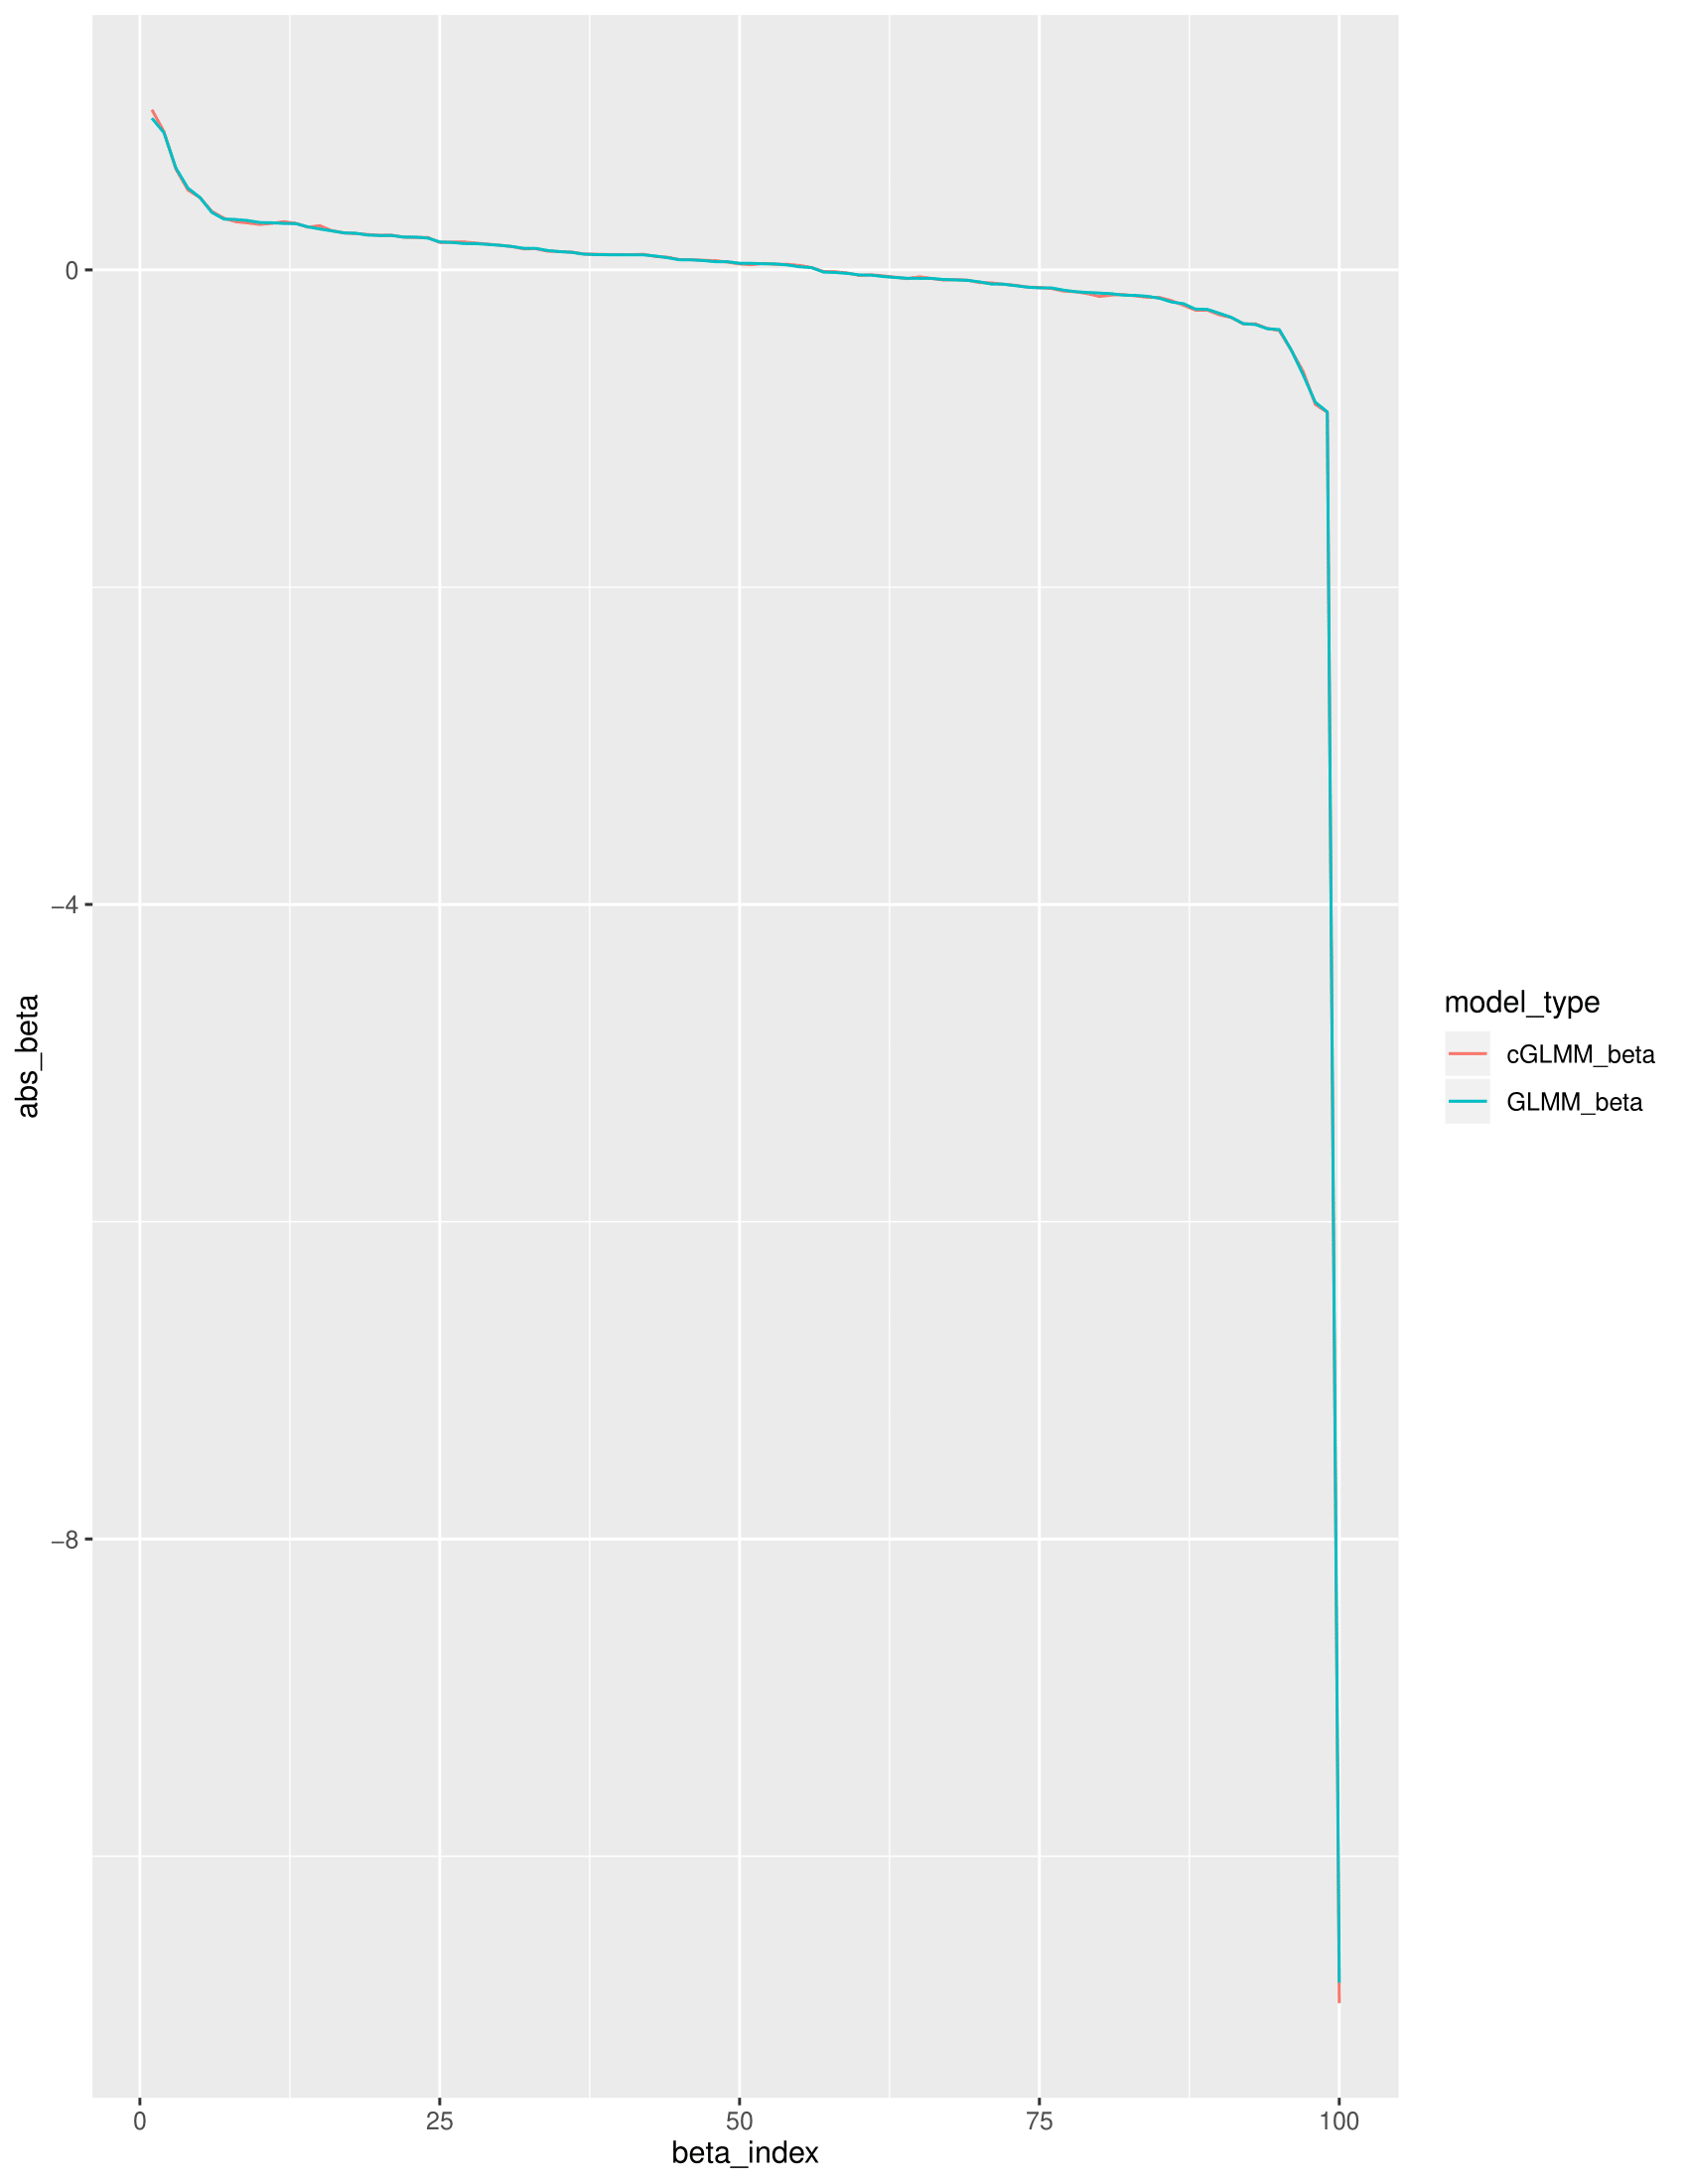 0
−4
−8
abs_beta
0 25 50 75 100
beta_index
model_type
cGLMM_beta
GLMM_beta